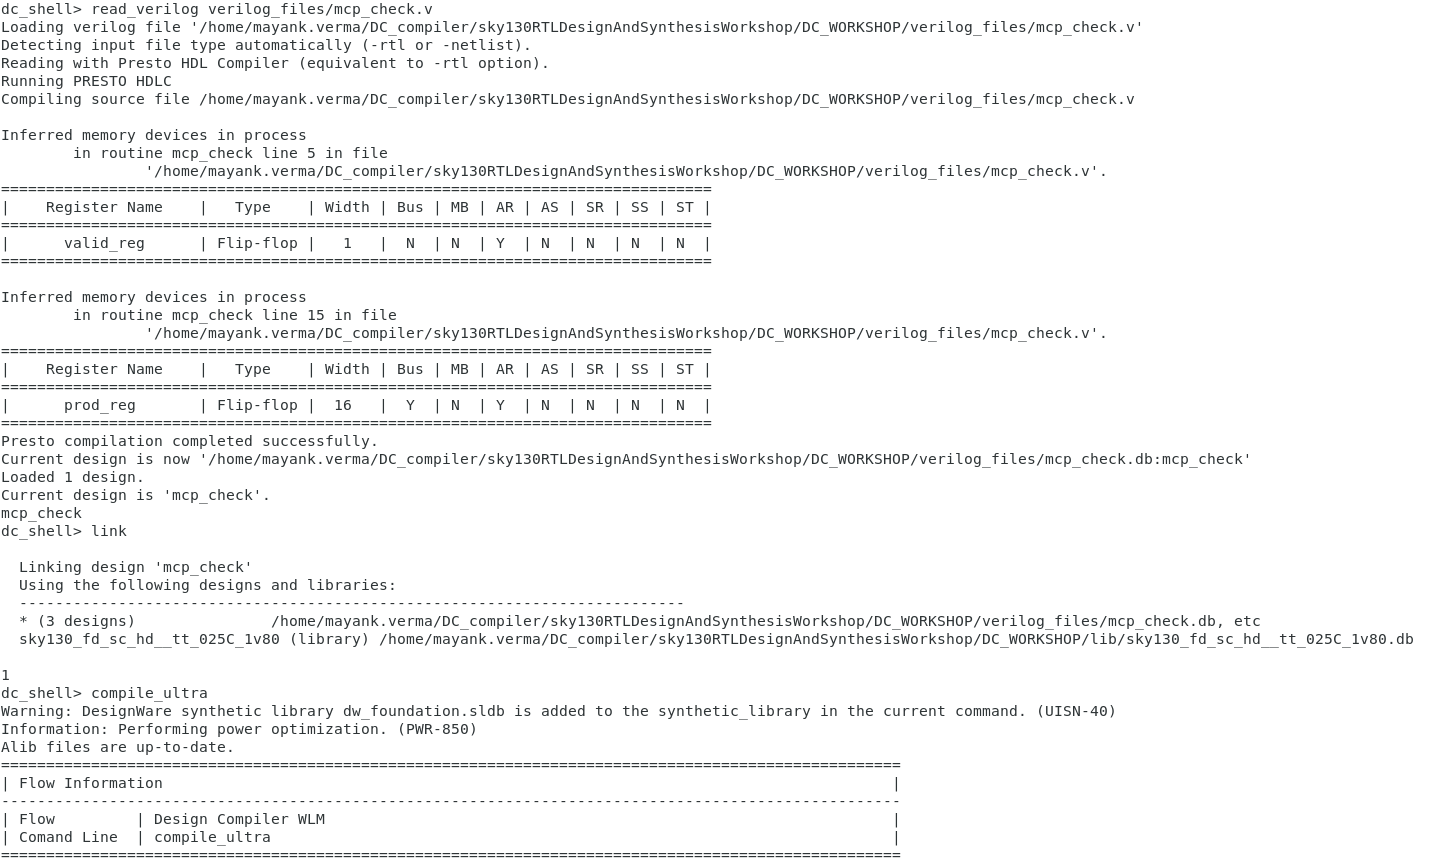 dc_shell> read_verilog verilog_files/mcp_check.v
Loading verilog file '/home/mayank.verma/DC_compiler/sky130RTLDesignAndSynthesisWorkshop/DC_WORKSHOP/verilog_files/mcp_check.v'
Detecting input file type automatically (-rtl or -netlist).
Reading with Presto HDL Compiler (equivalent to -rtl option).
Running PRESTO HDLC
Compiling source file /home/mayank.verma/DC_compiler/sky130RTLDesignAndSynthesisWorkshop/DC_WORKSHOP/verilog_files/mcp_check.v

Inferred memory devices in process
        in routine mcp_check line 5 in file
                '/home/mayank.verma/DC_compiler/sky130RTLDesignAndSynthesisWorkshop/DC_WORKSHOP/verilog_files/mcp_check.v'.
===============================================================================
|    Register Name    |   Type    | Width | Bus | MB | AR | AS | SR | SS | ST |
===============================================================================
|      valid_reg      | Flip-flop |   1   |  N  | N  | Y  | N  | N  | N  | N  |
===============================================================================

Inferred memory devices in process
        in routine mcp_check line 15 in file
                '/home/mayank.verma/DC_compiler/sky130RTLDesignAndSynthesisWorkshop/DC_WORKSHOP/verilog_files/mcp_check.v'.
===============================================================================
|    Register Name    |   Type    | Width | Bus | MB | AR | AS | SR | SS | ST |
===============================================================================
|      prod_reg       | Flip-flop |  16   |  Y  | N  | Y  | N  | N  | N  | N  |
===============================================================================
Presto compilation completed successfully.
Current design is now '/home/mayank.verma/DC_compiler/sky130RTLDesignAndSynthesisWorkshop/DC_WORKSHOP/verilog_files/mcp_check.db:mcp_check'
Loaded 1 design.
Current design is 'mcp_check'.
mcp_check
dc_shell> link

  Linking design 'mcp_check'
  Using the following designs and libraries:
  --------------------------------------------------------------------------
  * (3 designs)               /home/mayank.verma/DC_compiler/sky130RTLDesignAndSynthesisWorkshop/DC_WORKSHOP/verilog_files/mcp_check.db, etc
  sky130_fd_sc_hd__tt_025C_1v80 (library) /home/mayank.verma/DC_compiler/sky130RTLDesignAndSynthesisWorkshop/DC_WORKSHOP/lib/sky130_fd_sc_hd__tt_025C_1v80.db

1
dc_shell> compile_ultra
Warning: DesignWare synthetic library dw_foundation.sldb is added to the synthetic_library in the current command. (UISN-40)
Information: Performing power optimization. (PWR-850)
Alib files are up-to-date.
====================================================================================================
| Flow Information                                                                                 |
----------------------------------------------------------------------------------------------------
| Flow         | Design Compiler WLM                                                               |
| Comand Line  | compile_ultra                                                                     |
====================================================================================================